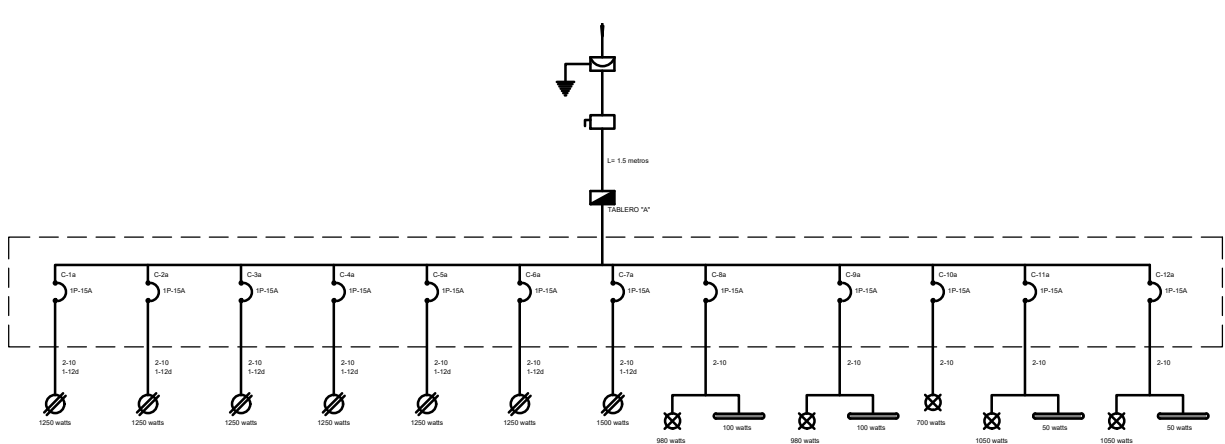 L= 1.5 metros
TABLERO "A"
C-1a
C-2a
C-3a
C-4a
C-5a
C-6a
C-7a
C-8a
C-9a
C-10a
C-11a
C-12a
1P-15A
1P-15A
1P-15A
1P-15A
1P-15A
1P-15A
1P-15A
1P-15A
1P-15A
1P-15A
1P-15A
1P-15A
2-10
1-12d
2-10
1-12d
2-10
1-12d
2-10
1-12d
2-10
1-12d
2-10
1-12d
2-10
1-12d
2-10
2-10
2-10
2-10
2-10
1250 watts
1250 watts
1250 watts
1250 watts
1250 watts
1250 watts
1500 watts
980 watts
100 watts
980 watts
100 watts
700 watts
1050 watts
50 watts
1050 watts
50 watts